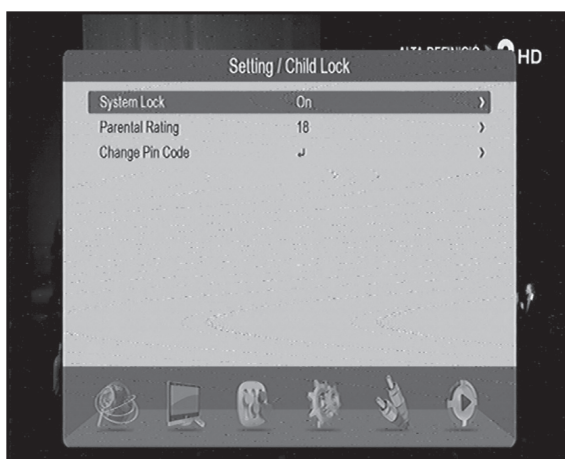 HD
Setting / Child Lock
System Lock On
Parental Rating 18
Change Pin Code